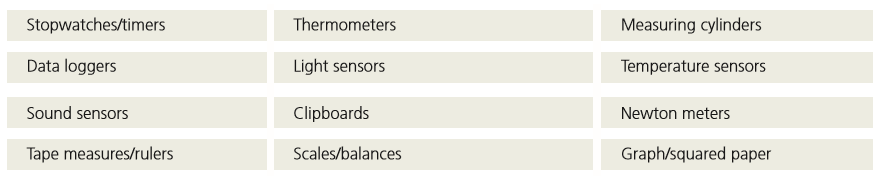 Stopwatches/timers
Thermometers
Measuring cylinders
Data loggers
Light sensors
Temperature sensors
Sound sensors
Clipboards
Newton meters
Tape measures/rulers
Scales/balances
Graph/squared paper